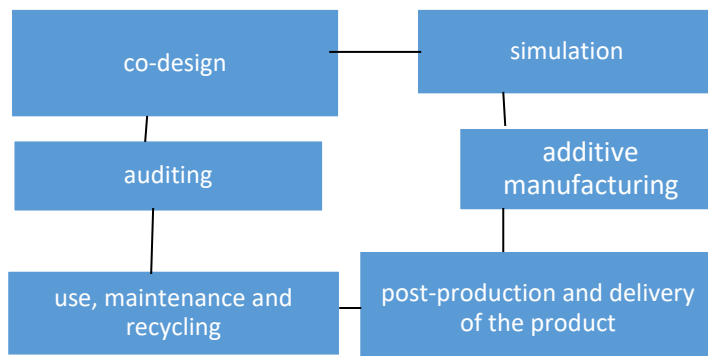 co-design
simulation
auditing
additive
manufacturing
use, maintenance and
recycling
post-production and delivery
of the product